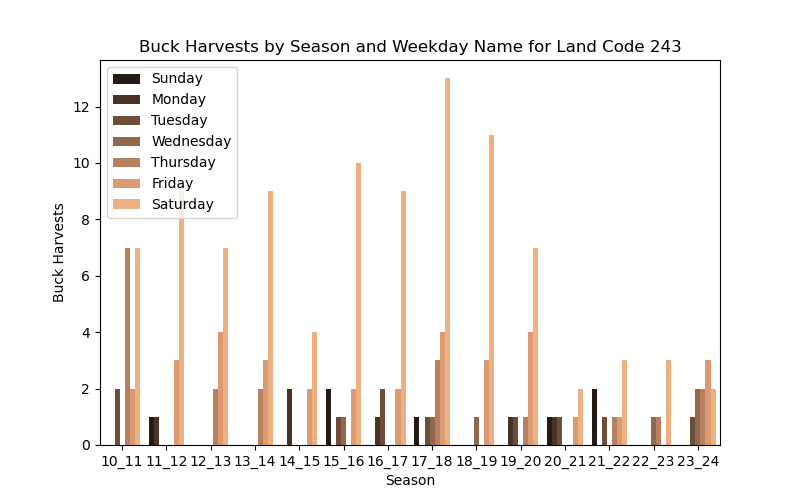 Buck Harvests by Season and Weekday Name for Land Code 243
Sunday
Monday
Tuesday
Wednesday
Thursday
Friday
Saturday
Buck Harvests
12
10
8
6
4
2
0
10_11 11_12 12_13 13_14 14_15 15_16 16_17 17_18 18_19 19_20 20_21 21_22 22_23 23_24
Season